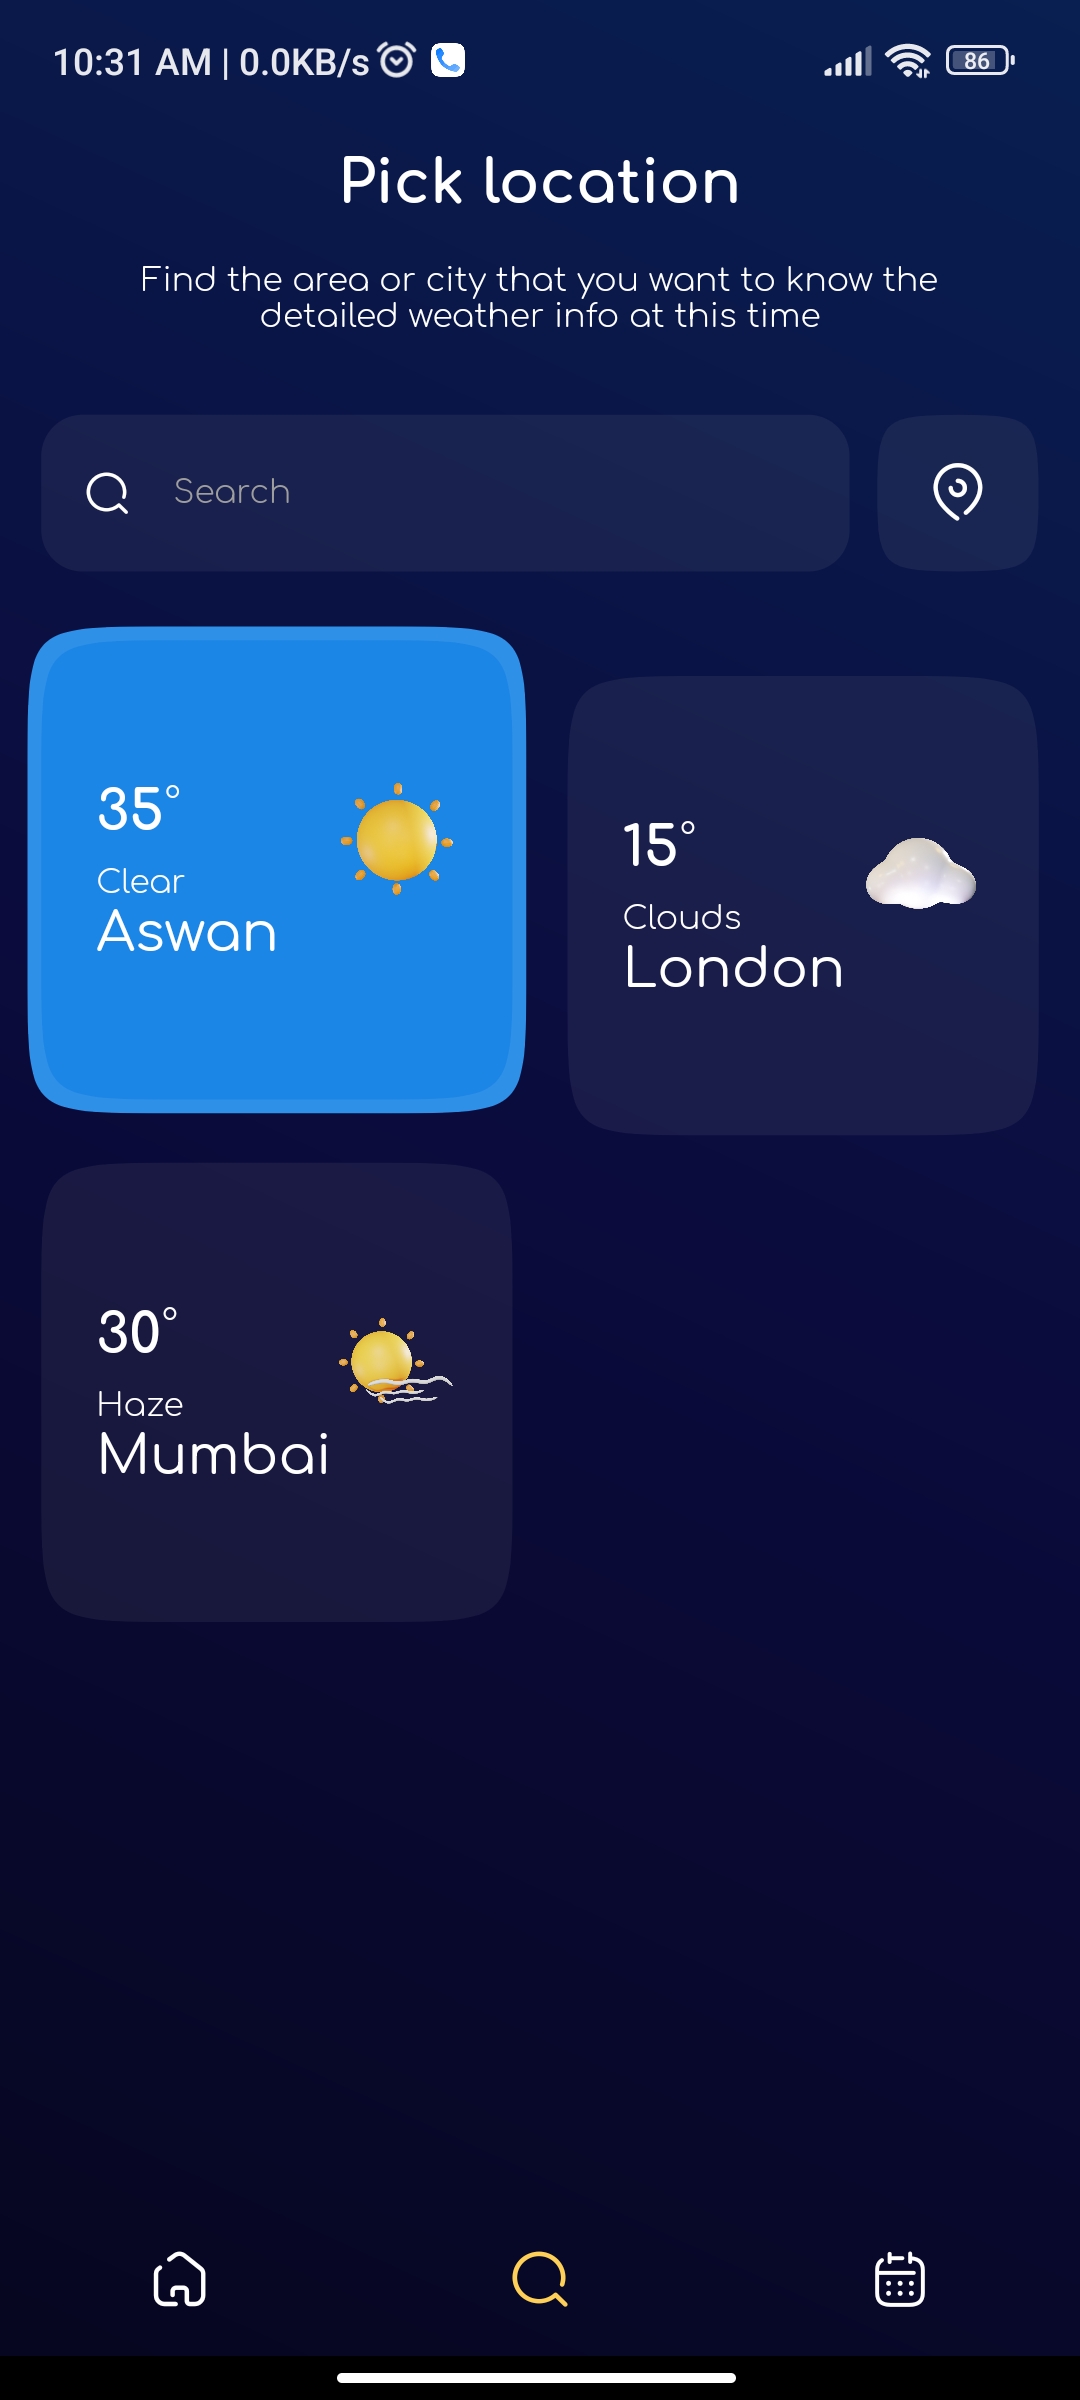 10:31 AM | 0.0KB/s
86
Pick location
Find the area or city that you want to know the
detailed weather info at this time
Search
35°
Clear
Aswan
15°
Clouds
London
30°
Haze
Mumbai